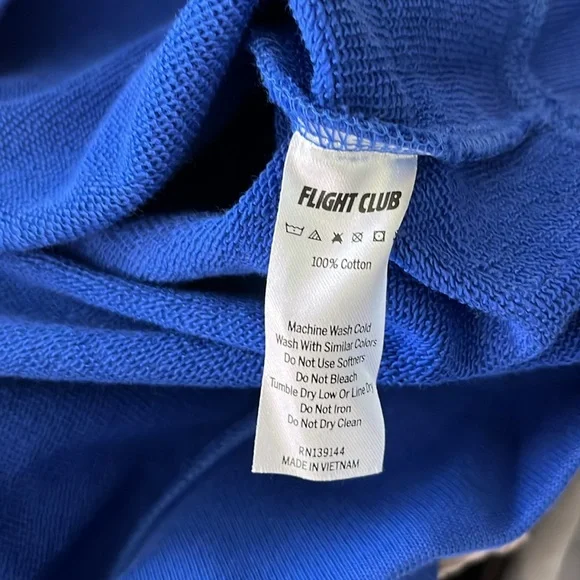 FLIGHT CLUB
100% Cotton
Machine Wash Cold
Wash With Similar Colors
Do Not Use Softners
Do Not Bleach
Tumble Dry Low Or Line Dry
Do Not Iron
Do Not Dry Clean
RN139144
MADE IN VIETNAM